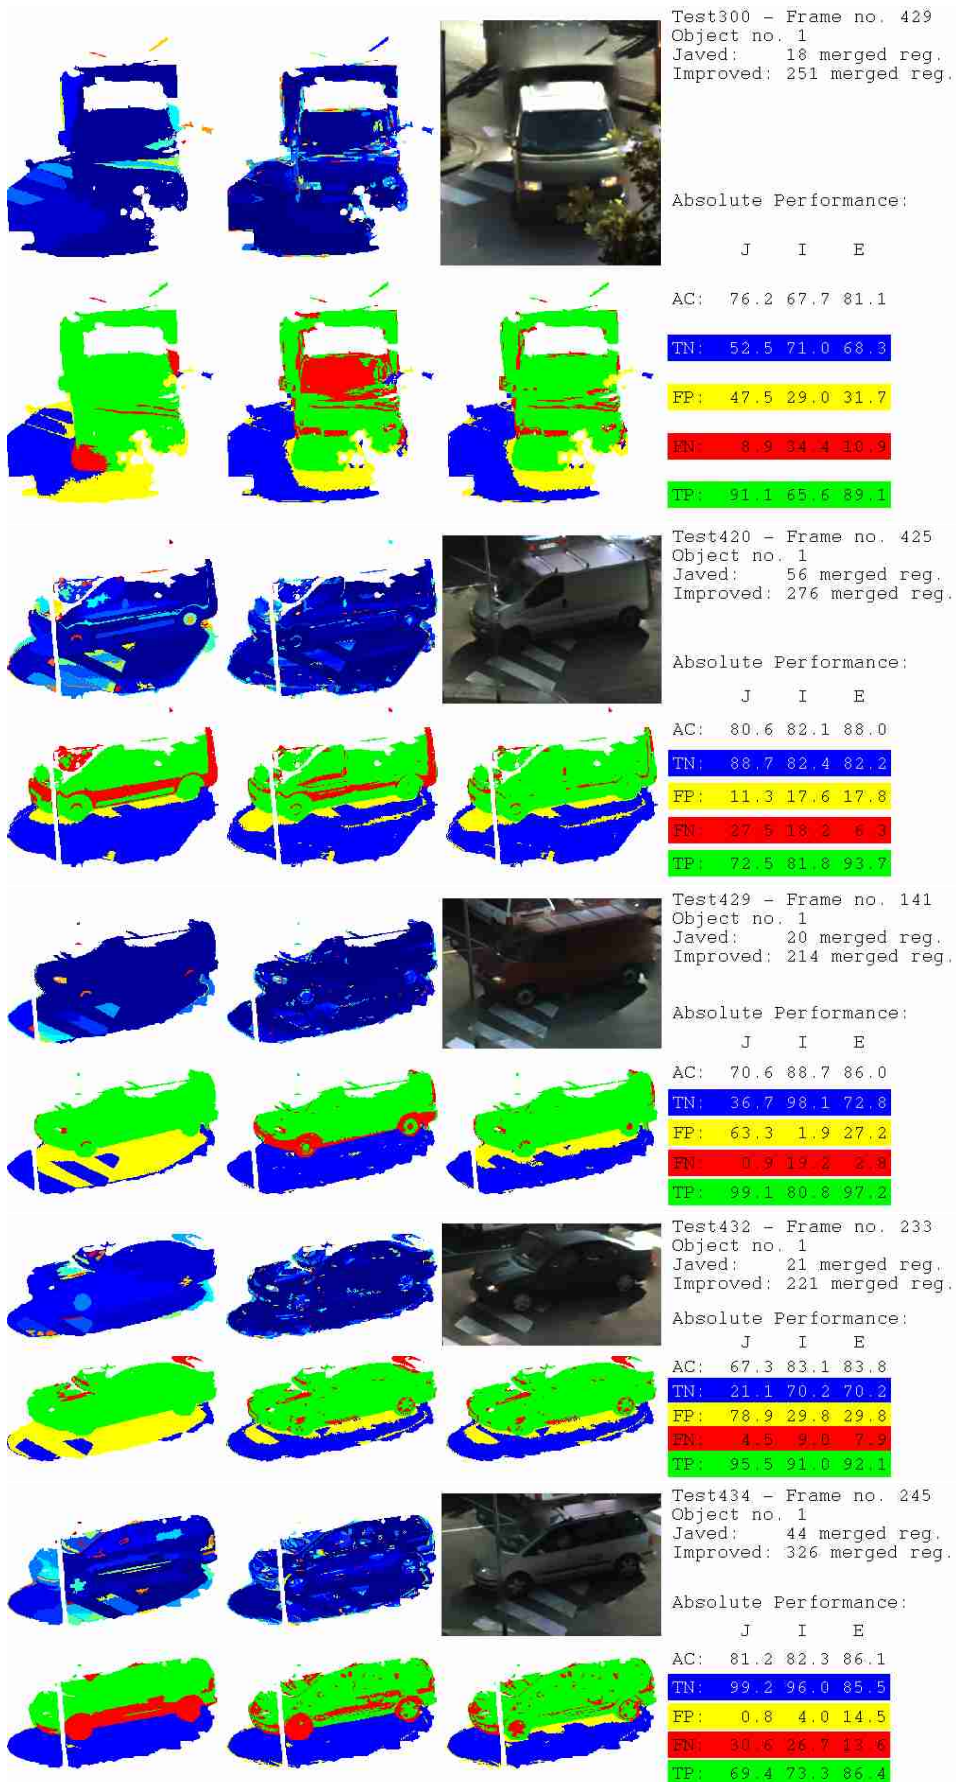 Test300 – Frame no. 429
Object no. 1
Javed: 18 merged reg.
Improved: 251 merged reg.
Absolute Performance:
J I E
AC: 76.2 67.7 81.1
TN: 52.5 71.0 68.3
FP: 47.5 29.0 31.7
FN: 8.9 34.4 18.9
TP: 91.1 65.6 89.1
Test420 – Frame no. 425
Object no. 1
Javed: 56 merged reg.
Improved: 276 merged reg.
Absolute Performance:
J I E
AC: 80.6 82.1 88.0
TN: 88.7 82.4 82.2
FP: 11.3 17.6 17.8
FN: 27.5 18.2 6.3
TP: 72.5 81.8 93.7
Test429 – Frame no. 141
Object no. 1
Javed: 20 merged reg.
Improved: 214 merged reg.
Absolute Performance:
J I E
AC: 70.6 88.7 86.0
TN: 36.7 98.1 72.8
FP: 63.3 1.9 27.2
FN: 0.9 19.2 2.8
TP: 99.1 80.8 97.2
Test432 – Frame no. 233
Object no. 1
Javed: 21 merged reg.
Improved: 221 merged reg.
Absolute Performance:
J I E
AC: 67.3 83.1 83.8
TN: 21.1 70.2 70.2
FP: 78.9 29.8 29.8
FN: 4.5 9.0 7.9
TP: 95.5 91.0 92.1
Test434 – Frame no. 245
Object no. 1
Javed: 44 merged reg.
Improved: 326 merged reg.
Absolute Performance:
J I E
AC: 81.2 82.3 86.1
TN: 99.2 96.0 85.5
FP: 0.8 4.0 14.5
FN: 30.6 26.7 13.6
TP: 69.4 73.3 86.4